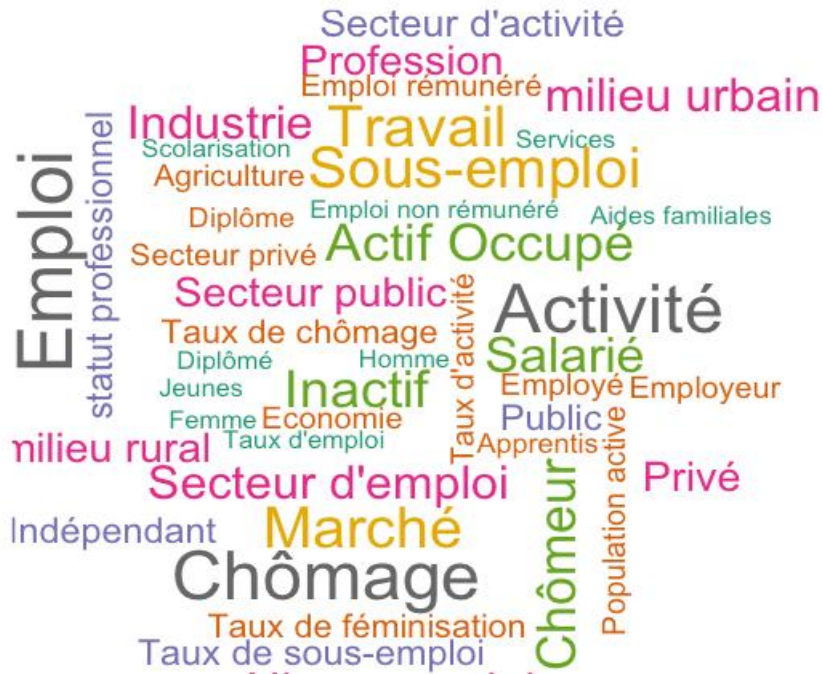 Secteur d'activité
Profession
Emploi rémunéré
milieu urbain
Industrie
Travail
Services
Scolarisation
Sous-emploi
Agriculture
Emploi
statut professionnel
Diplôme
Emploi non rémunéré
Aides familiales
Secteur privé
Actif Occupé
Secteur public
Taux d'activité
Activité
Taux de chômage
Diplômé
Homme
Salarié
Jeunes
Inactif
Employé
Employeur
Femme
Economie
Public
Taux d'emploi
Apprentis
milieu rural
Secteur d'emploi
Chômeur
Population active
Privé
Indépendant
Marché
Chômage
Taux de féminisation
Taux de sous-emploi